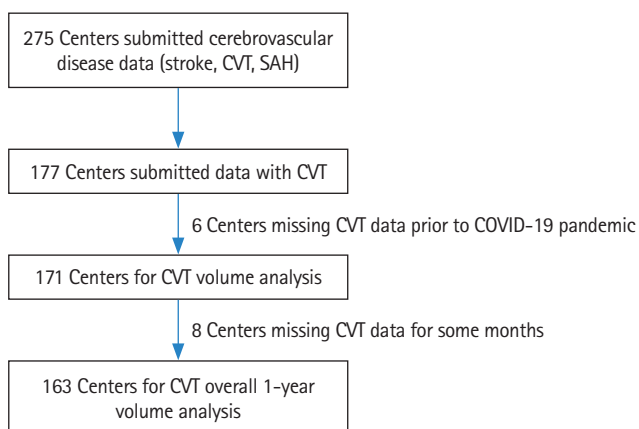 275 Centers submitted cerebrovascular
disease data (stroke, CVT, SAH)
177 Centers submitted data with CVT
6 Centers missing CVT data prior to COVID-19 pandemic
171 Centers for CVT volume analysis
8 Centers missing CVT data for some months
163 Centers for CVT overall 1-year
volume analysis